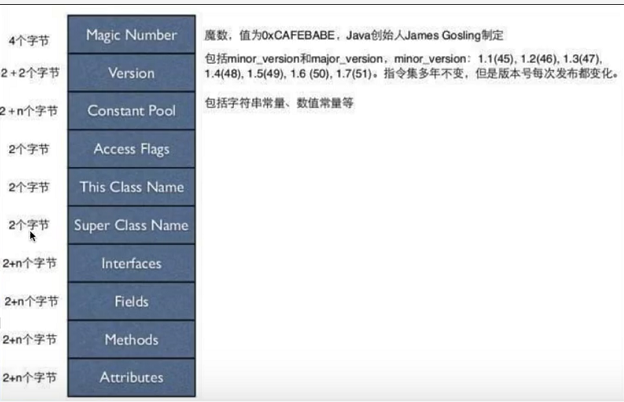 4个字节 Magic Number 魔数，值为0xCAFEBABE，Java创始人James Gosling制定
2+2个字节 Version 包括minor_version和major_version，minor_version：1.1(45), 1.2(46), 1.3(47),
1.4(48), 1.5(49), 1.6 (50), 1.7(51)。指令集多年不变，但是版本号每次发布都变化。
2+n个字节 Constant Pool 包括字符串常量、数值常量等
2个字节 Access Flags
2个字节 This Class Name
2个字节 Super Class Name
2+n个字节 Interfaces
2+n个字节 Fields
2+n个字节 Methods
2+n个字节 Attributes